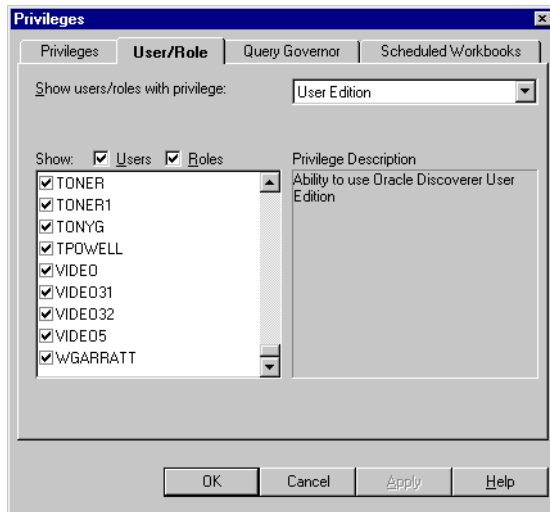 Privileges
Privileges User/Role Query Governor Scheduled Workbooks
Show users/roles with privilege: User Edition
Show: Users Roles Privilege Description
TONER
TONER1
TONYG
TPOWELL
VIDEO
VIDEO31
VIDEO32
VIDEO5
WGARRATT
Ability to use Oracle Discoverer User
Edition
OK Cancel Apply Help